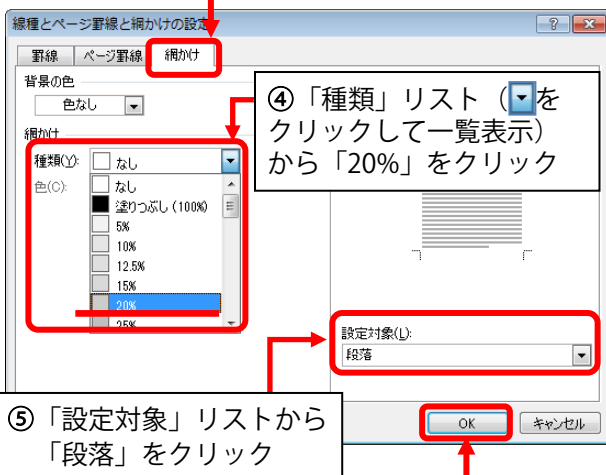 線種とページ罫線と網かけの設定
罫線 ページ罫線 網かけ
背景の色
色なし
網かけ
種類(Y): なし
色(C): なし
塗りつぶし (100%)
5%
10%
12.5%
15%
20%
25%
④「種類」リスト（を
クリックして一覧表示）
から「20%」をクリック
設定対象(L):
段落
⑤「設定対象」リストから
「段落」をクリック
OK キャンセル